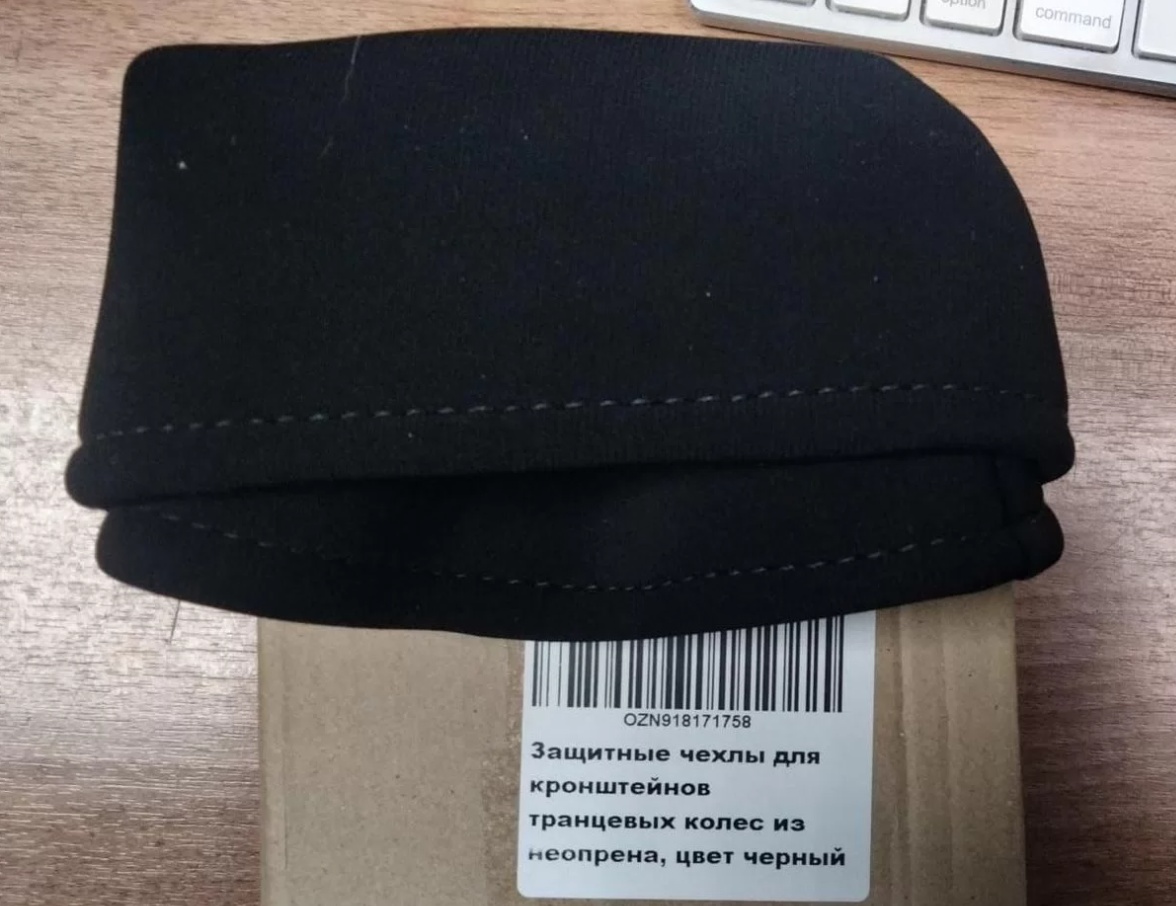 option
command
OZN918171758
Защитные чехлы для
кронштейнов
транцевых колес из
неопрена, цвет черный